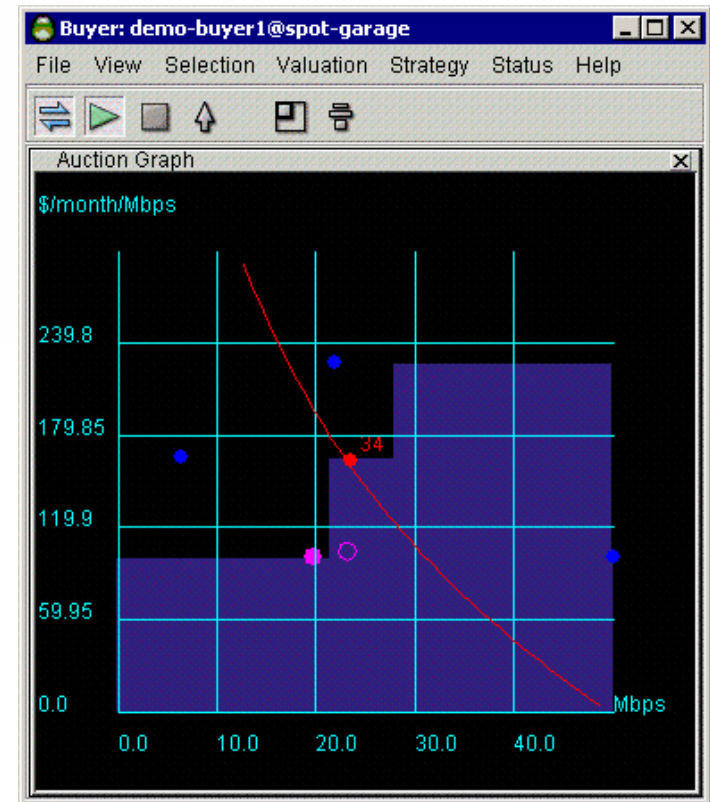 Buyer: demo-buyer1@spot-garage
File View Selection Valuation Strategy Status Help
Auction Graph
$/month/Mbps
239.8
179.85
34
119.9
59.95
0.0
Mbps
0.0 10.0 20.0 30.0 40.0